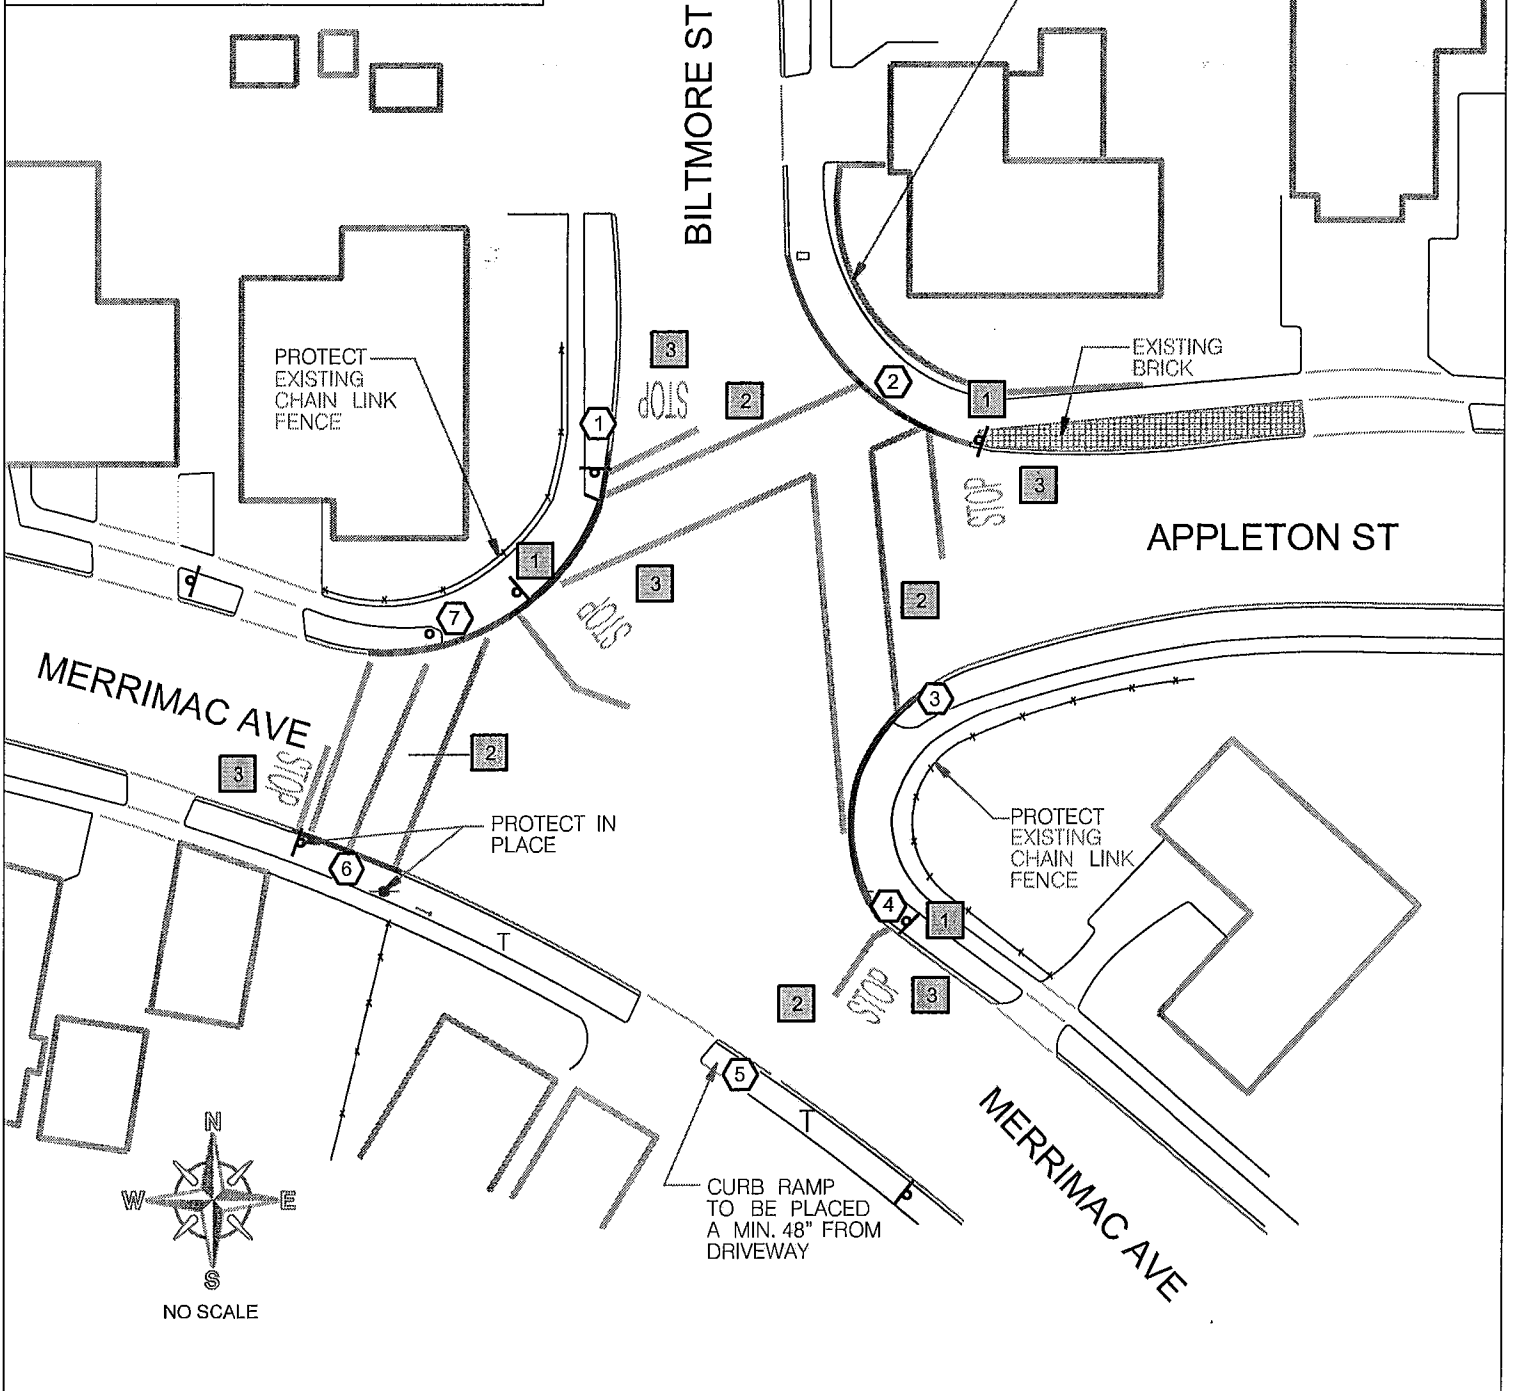 BILTMORE ST
PROTECT
EXISTING
CHAIN LINK
FENCE
3
STOP
2
1
2
1
EXISTING
BRICK
3
STOP
APPLETON ST
1
3
STOP
2
7
MERRIMAC AVE
3
STOP
2
3
PROTECT IN
PLACE
6
PROTECT
EXISTING
CHAIN LINK
FENCE
4
1
T
2
STOP
3
5
T
CURB RAMP
TO BE PLACED
A MIN. 48" FROM
DRIVEWAY
MERRIMAC AVE
N
W
E
S
NO SCALE